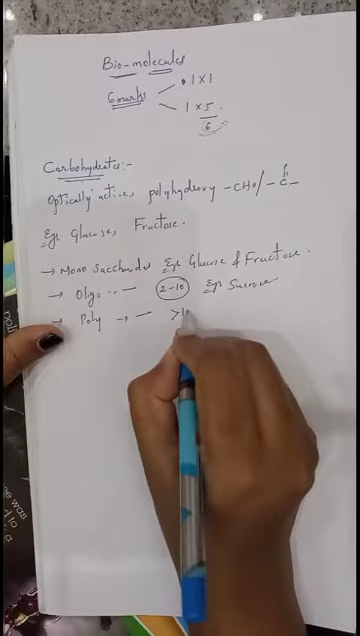 Bio-molecules
6 marks
1 X 1
1 X 5
6
Carbohydrates:-
Optically active, polyhydroxy -CHO/ -C-
Eg: Glucose, Fructose.
→ Mono Saccharides Eg: Glucose & Fructose.
→ Oligo -,, - 2-10 Eg: Sucrose
→ Poly -,, - >10